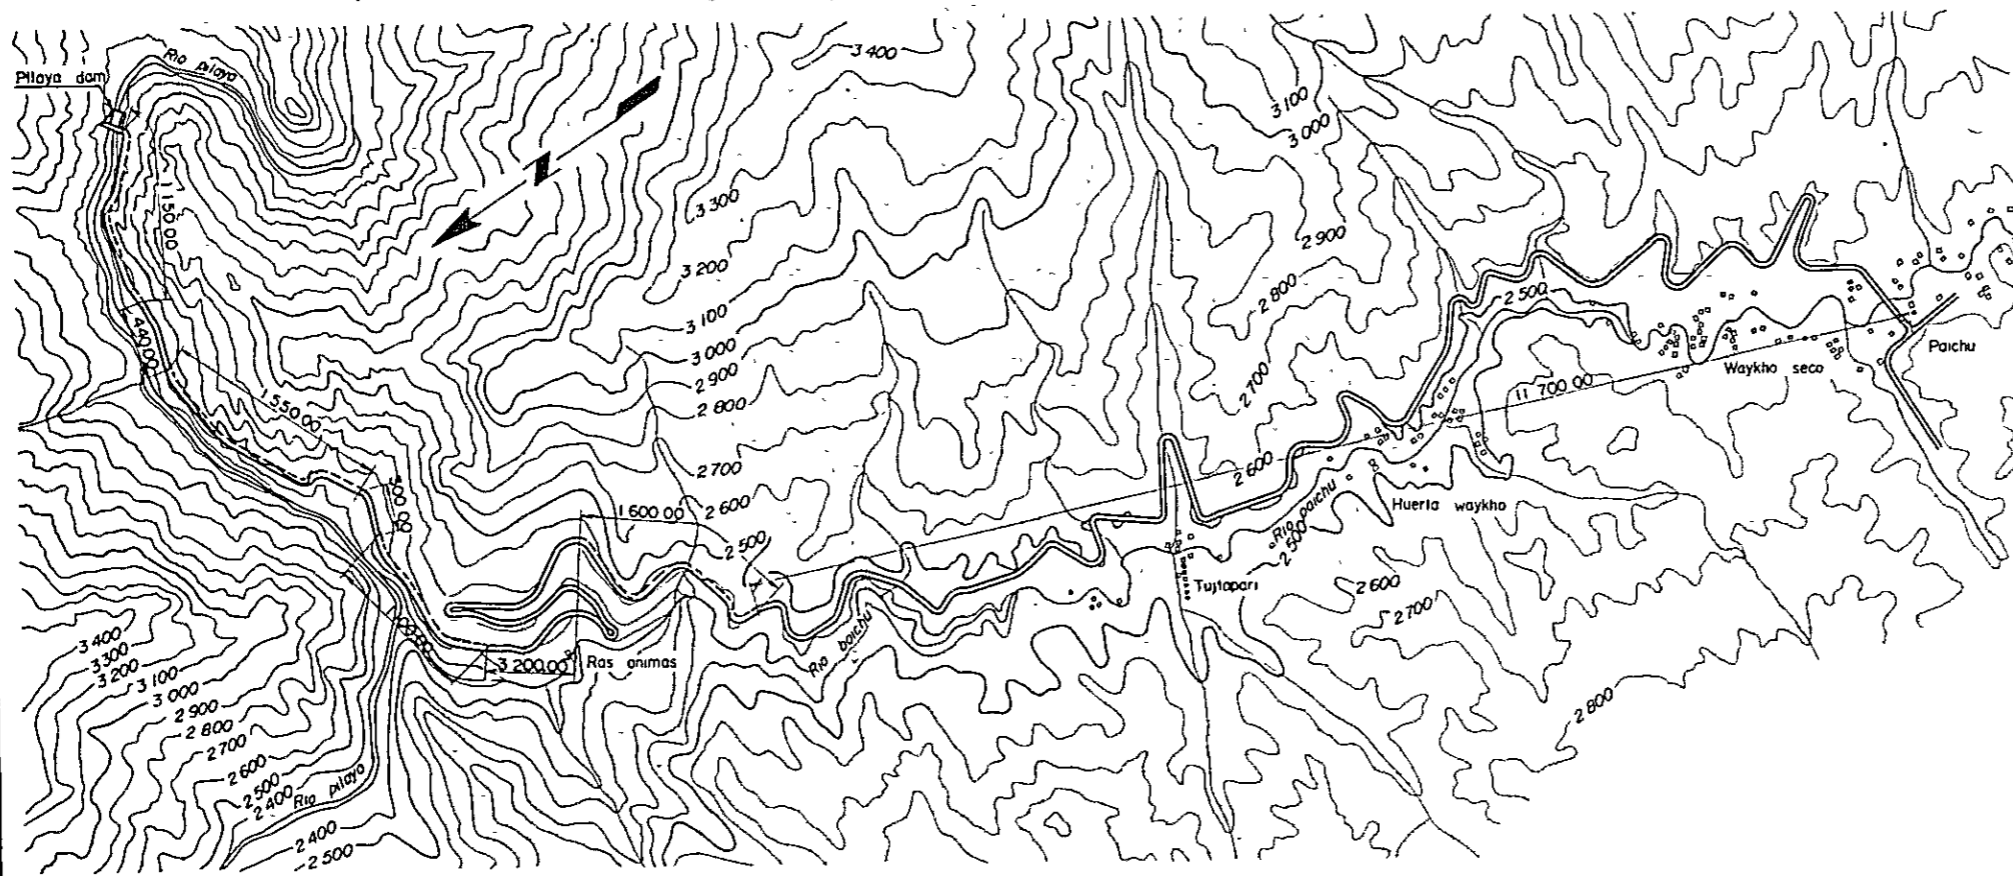 Pilaya dam
Rio pilaya
3 400
3 100
3 000
N
1 150 00
3 300
2 900
3 200
2 800
2 500
3 100
440 00
3 000
Paichu
2 900
Waykho seco
2 700
2 800
11 700 00
1 550 00
2 700
2 600
300 00
1 600 00
2 600
Huerta waykho
Rio paichu
2 500
2 500
Tujtapari
2 600
2 700
3 400
3 300
3 200
3 100
3 000
2 900
2 800
2 700
2 600
2 500
2 400
Rio pilaya
2 400
2 500
3 200.00
Ras animas
Rio baichu
2 800